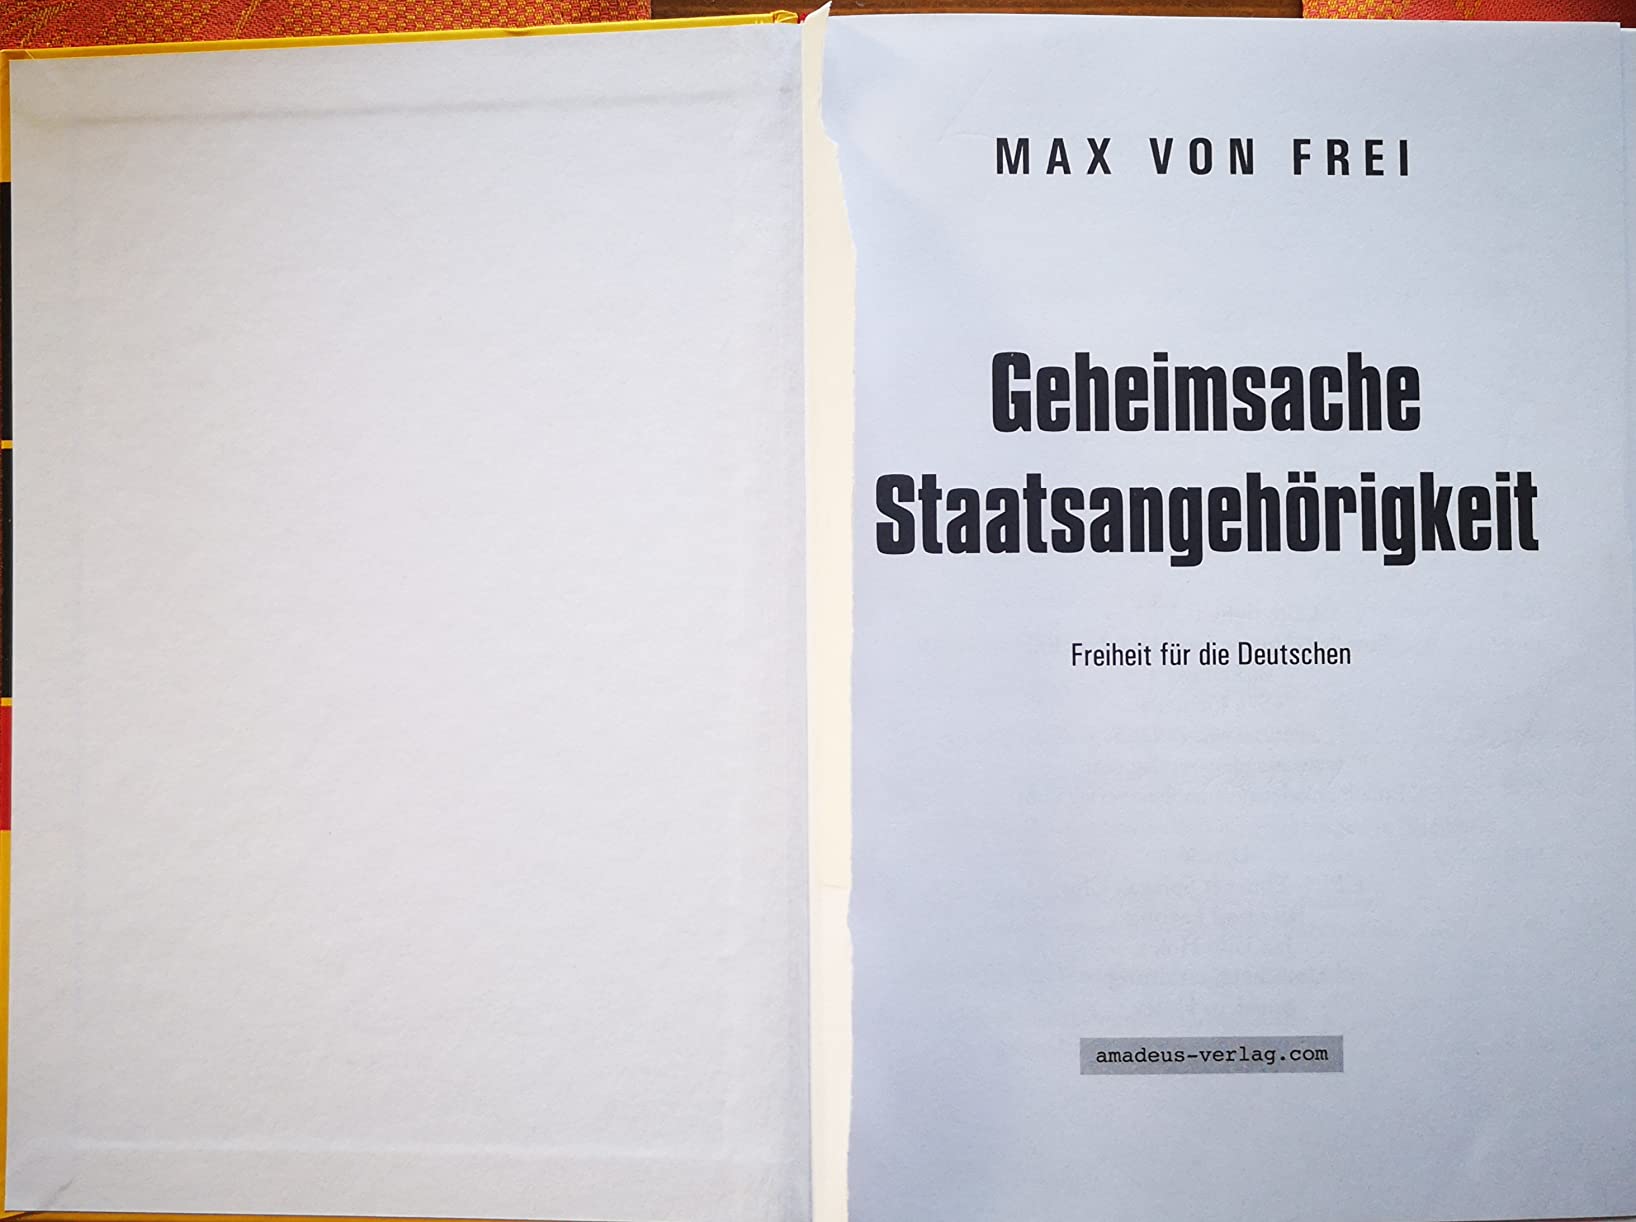 MAX VON FREI
Geheimsache
Staatsangehörigkeit
Freiheit für die Deutschen
amadeus-verlag.com